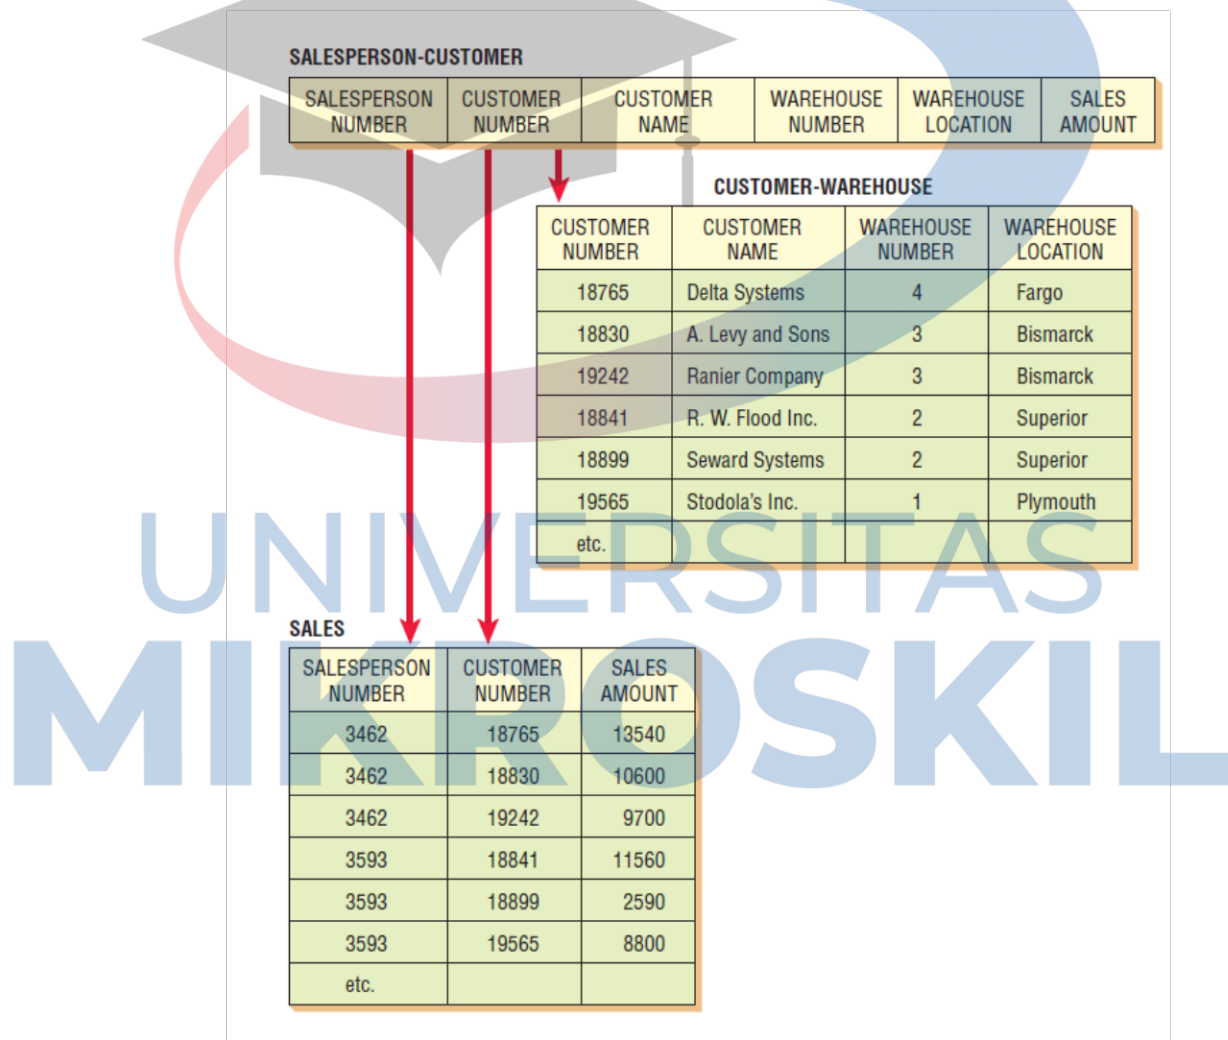 SALESPERSON-CUSTOMER
SALESPERSON NUMBER | CUSTOMER NUMBER | CUSTOMER NAME | WAREHOUSE NUMBER | WAREHOUSE LOCATION | SALES AMOUNT
CUSTOMER-WAREHOUSE
CUSTOMER NUMBER | CUSTOMER NAME | WAREHOUSE NUMBER | WAREHOUSE LOCATION
18765 | Delta Systems | 4 | Fargo
18830 | A. Levy and Sons | 3 | Bismarck
19242 | Ranier Company | 3 | Bismarck
18841 | R. W. Flood Inc. | 2 | Superior
18899 | Seward Systems | 2 | Superior
19565 | Stodola's Inc. | 1 | Plymouth
etc.
UNIVERSITAS
MIKROSKIL
SALES
SALESPERSON NUMBER | CUSTOMER NUMBER | SALES AMOUNT
3462 | 18765 | 13540
3462 | 18830 | 10600
3462 | 19242 | 9700
3593 | 18841 | 11560
3593 | 18899 | 2590
3593 | 19565 | 8800
etc.